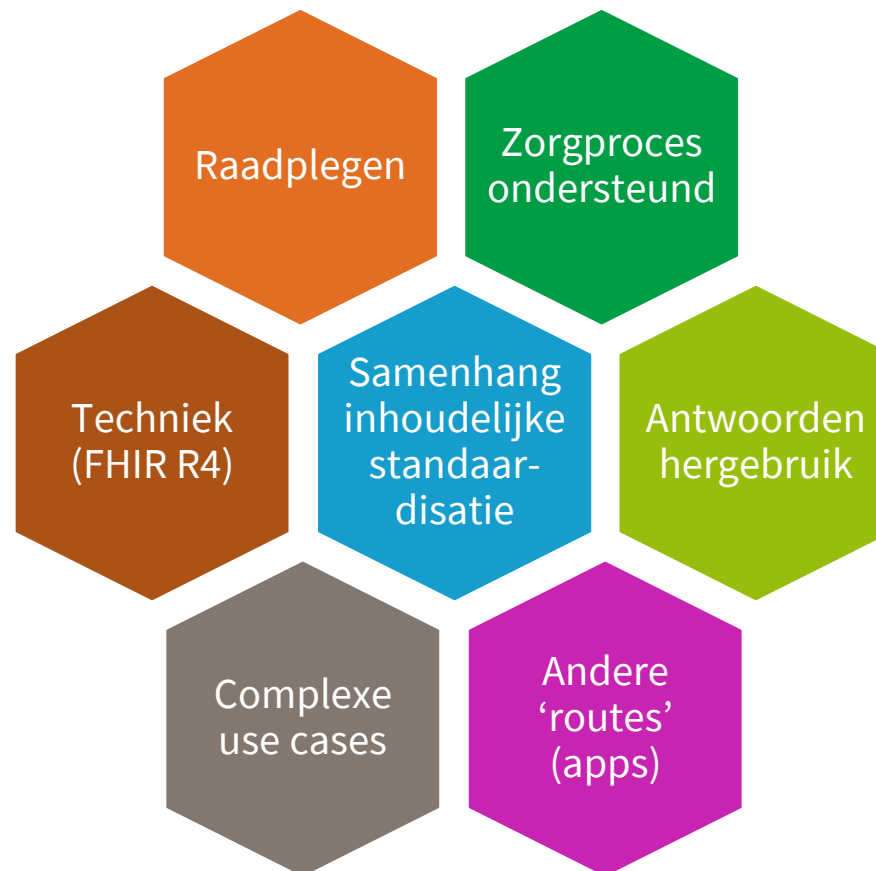 Raadplegen
Zorgproces
ondersteund
Techniek
(FHIR R4)
Samenhang
inhoudelijke
standaar-
disatie
Antwoorden
hergebruik
Complexe
use cases
Andere
‘routes’
(apps)